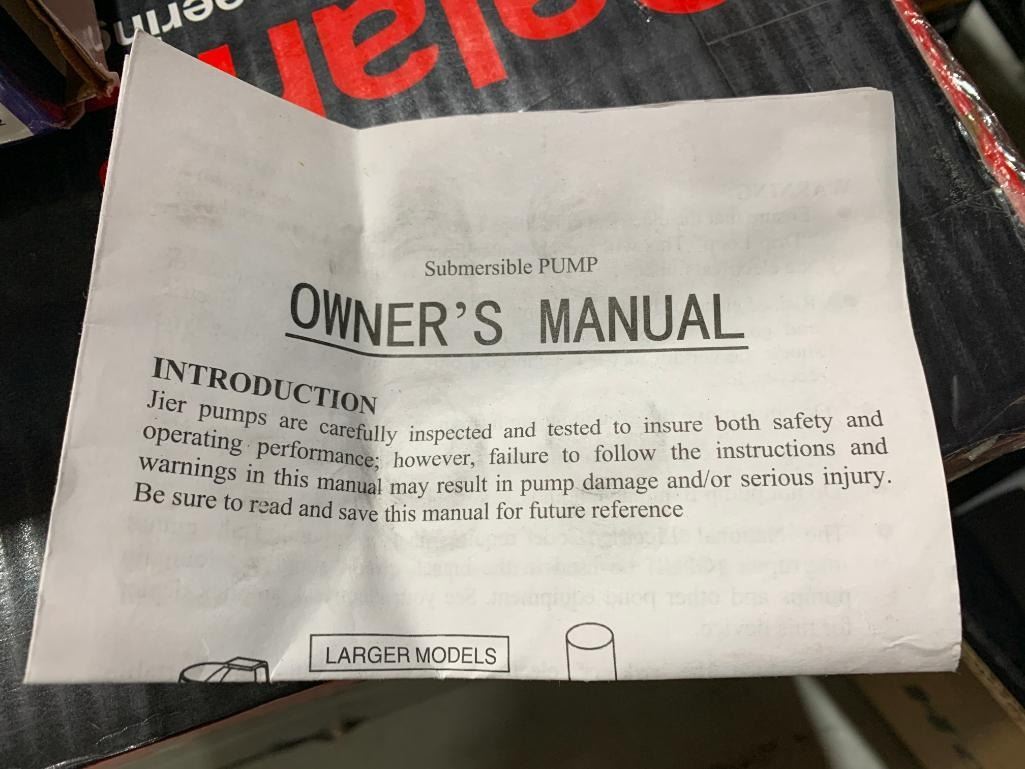 Submersible PUMP
OWNER'S MANUAL
INTRODUCTION
Jier pumps are carefully inspected and tested to insure both safety and
operating performance; however, failure to follow the instructions and
warnings in this manual may result in pump damage and/or serious injury.
Be sure to read and save this manual for future reference
LARGER MODELS